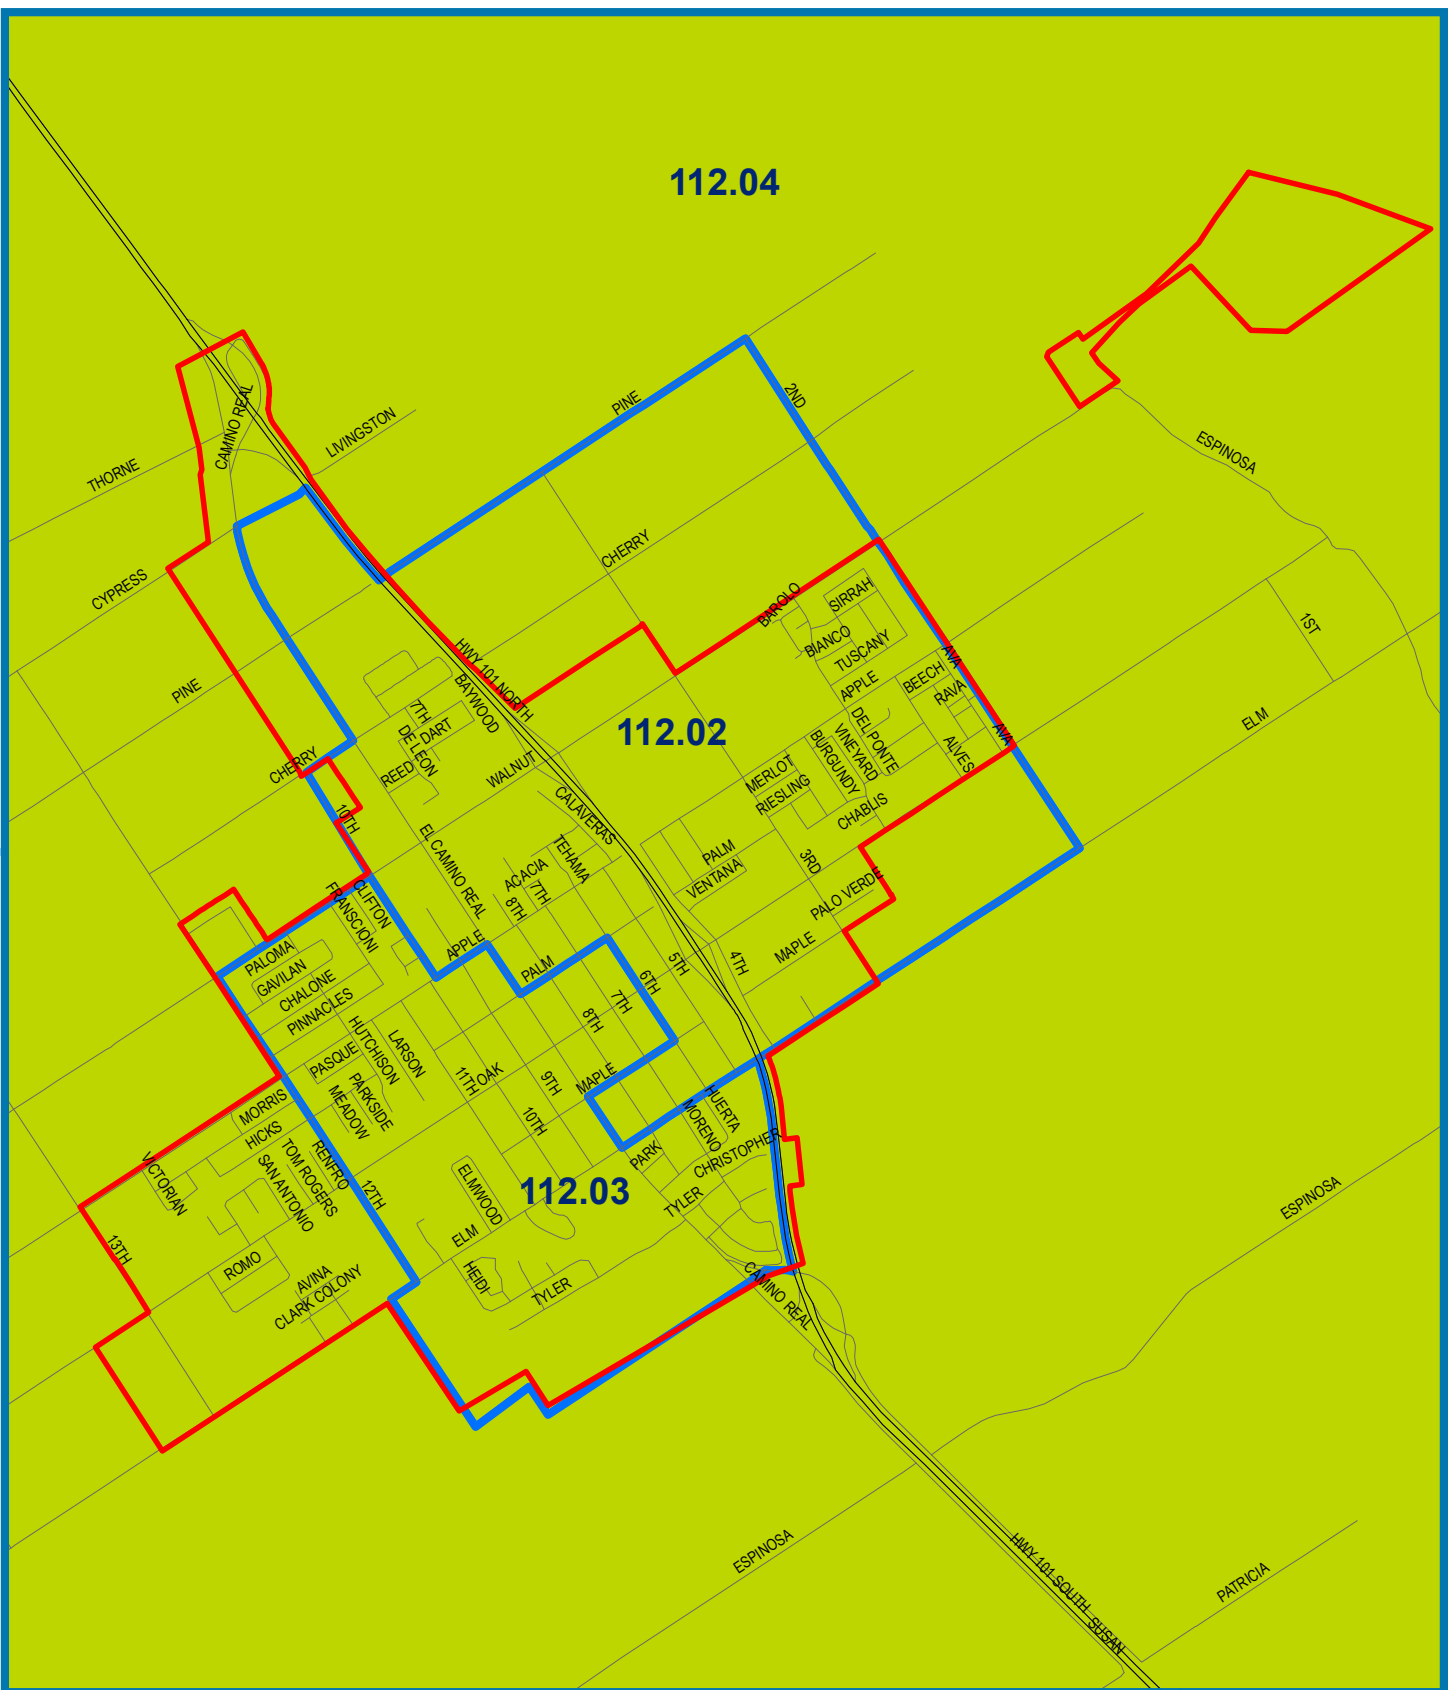 112.04
2ND
PINE
CAMINO REAL
LIVINGSTON
THORNE
ESPINOSA
CHERRY
CYPRESS
BAROLO
SIRRAH
1ST
BIANCO
TUSCANY
HWY 101 NORTH
AVA
PINE
BAYWOOD
APPLE
BEECH
RAVA
7TH
DART
DE LEON
112.02
DEL PONTE
VINEYARD
BURGUNDY
AVA
ELM
ALVES
CHERRY
REED
WALNUT
MERLOT
RIESLING
CALAVERAS
CHABLIS
10TH
EL CAMINO REAL
TEHAMA
PALM
3RD
ACACIA
7TH
8TH
VENTANA
PALO VERDE
CLIFTON
FRANSCIONI
APPLE
PALOMA
GAVILAN
CHALONE
PINNACLES
PALM
6TH
5TH
4TH
MAPLE
7TH
8TH
HUTCHISON
LARSON
PASQUE
PARKSIDE
MEADOW
11TH
OAK
9TH
MAPLE
MORRIS
10TH
HUERTA
MORENO
HICKS
TOM ROGERS
RENFRO
SAN ANTONIO
VICTORIAN
PARK
CHRISTOPHER
12TH
ELMWOOD
112.03
TYLER
ESPINOSA
13TH
ELM
ROMO
HEIDI
AVINA
CLARK COLONY
TYLER
CAMINO REAL
ESPINOSA
HWY 101 SOUTH
SUSAN
PATRICIA